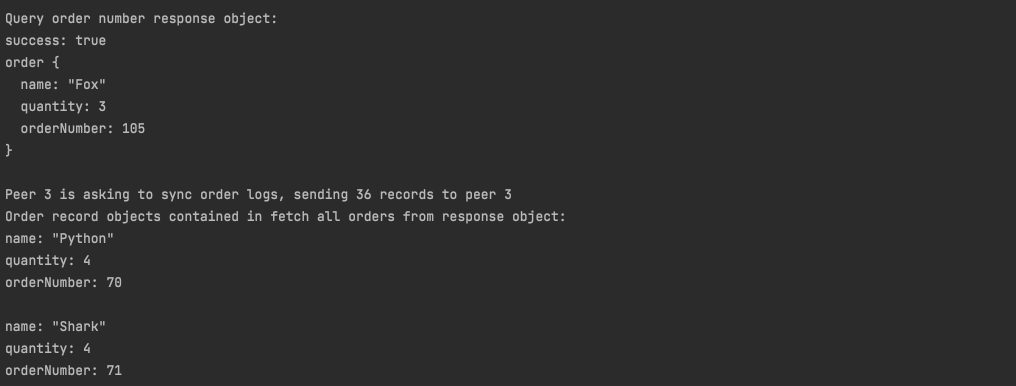 Query order number response object:
success: true
order {
  name: "Fox"
  quantity: 3
  orderNumber: 105
}
Peer 3 is asking to sync order logs, sending 36 records to peer 3
Order record objects contained in fetch all orders from response object:
name: "Python"
quantity: 4
orderNumber: 70
name: "Shark"
quantity: 4
orderNumber: 71